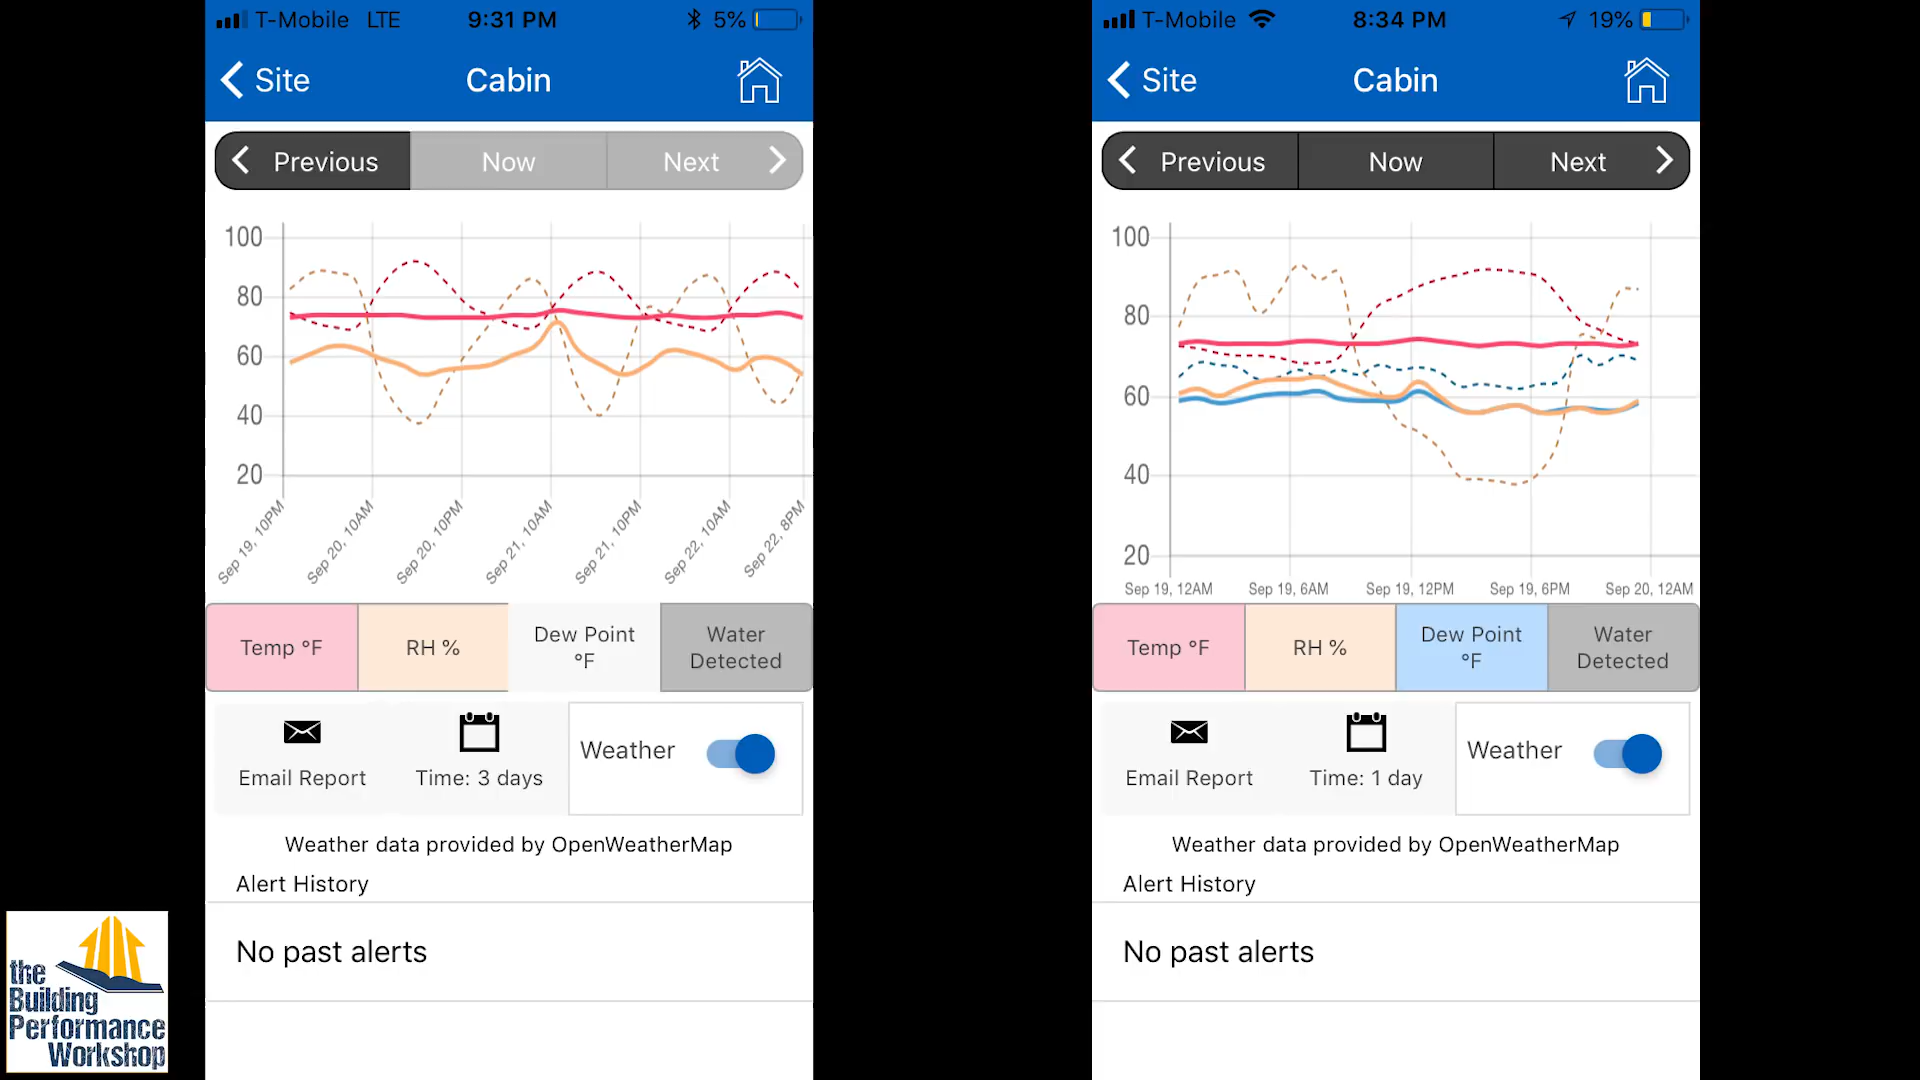 T-Mobile LTE 9:31 PM 5%
Site Cabin
Previous Now Next
100
80
60
40
20
Sep 19, 10PM
Sep 20, 10AM
Sep 20, 10PM
Sep 21, 10AM
Sep 21, 10PM
Sep 22, 10AM
Sep 22, 8PM
Temp °F
RH %
Dew Point
°F
Water
Detected
Email Report
Time: 3 days
Weather
Weather data provided by OpenWeatherMap
Alert History
No past alerts
T-Mobile 8:34 PM 19%
Site Cabin
Previous Now Next
100
80
60
40
20
Sep 19, 12AM
Sep 19, 6AM
Sep 19, 12PM
Sep 19, 6PM
Sep 20, 12AM
Temp °F
RH %
Dew Point
°F
Water
Detected
Email Report
Time: 1 day
Weather
Weather data provided by OpenWeatherMap
Alert History
No past alerts
the
Building
Performance
Workshop